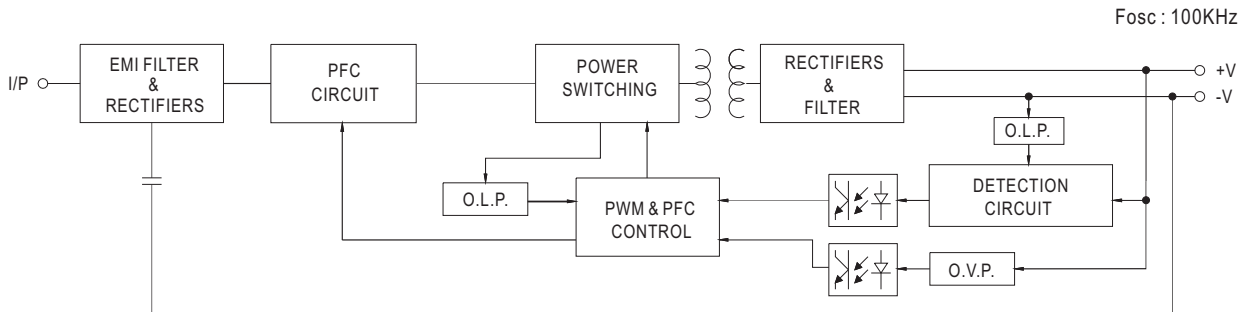 Fosc : 100KHz
I/P
EMI FILTER
&
RECTIFIERS
PFC
CIRCUIT
POWER
SWITCHING
RECTIFIERS
&
FILTER
+V
-V
O.L.P.
O.L.P.
PWM & PFC
CONTROL
DETECTION
CIRCUIT
O.V.P.